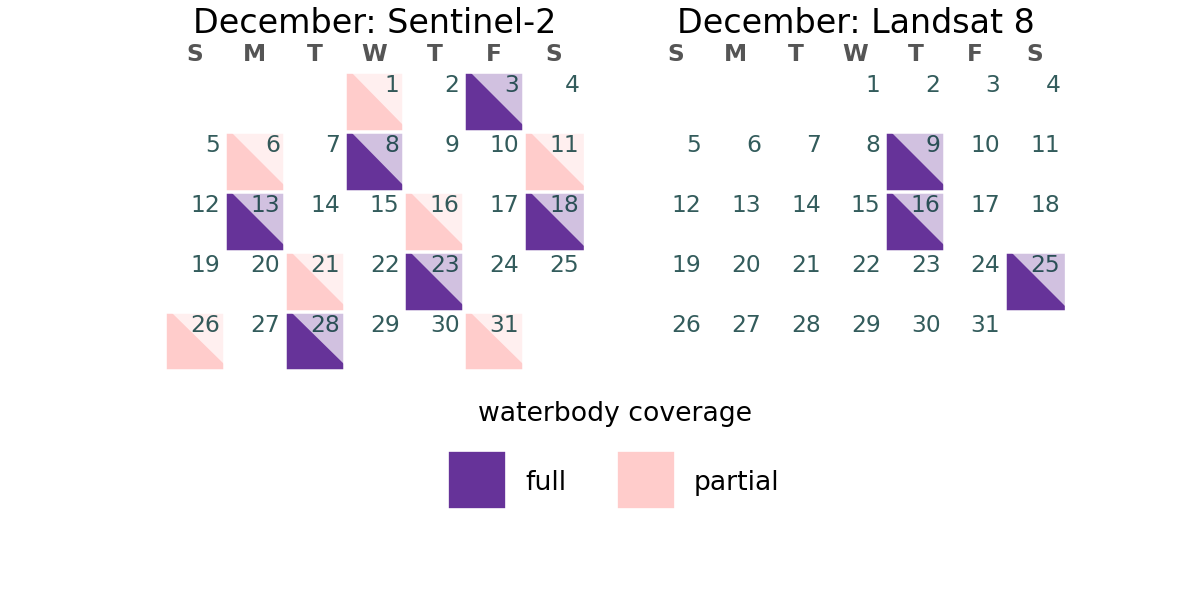 December: Sentinel-2
S M T W T F S
1 2 3 4
5 6 7 8 9 10 11
12 13 14 15 16 17 18
19 20 21 22 23 24 25
26 27 28 29 30 31
December: Landsat 8
S M T W T F S
1 2 3 4
5 6 7 8 9 10 11
12 13 14 15 16 17 18
19 20 21 22 23 24 25
26 27 28 29 30 31
waterbody coverage
full partial